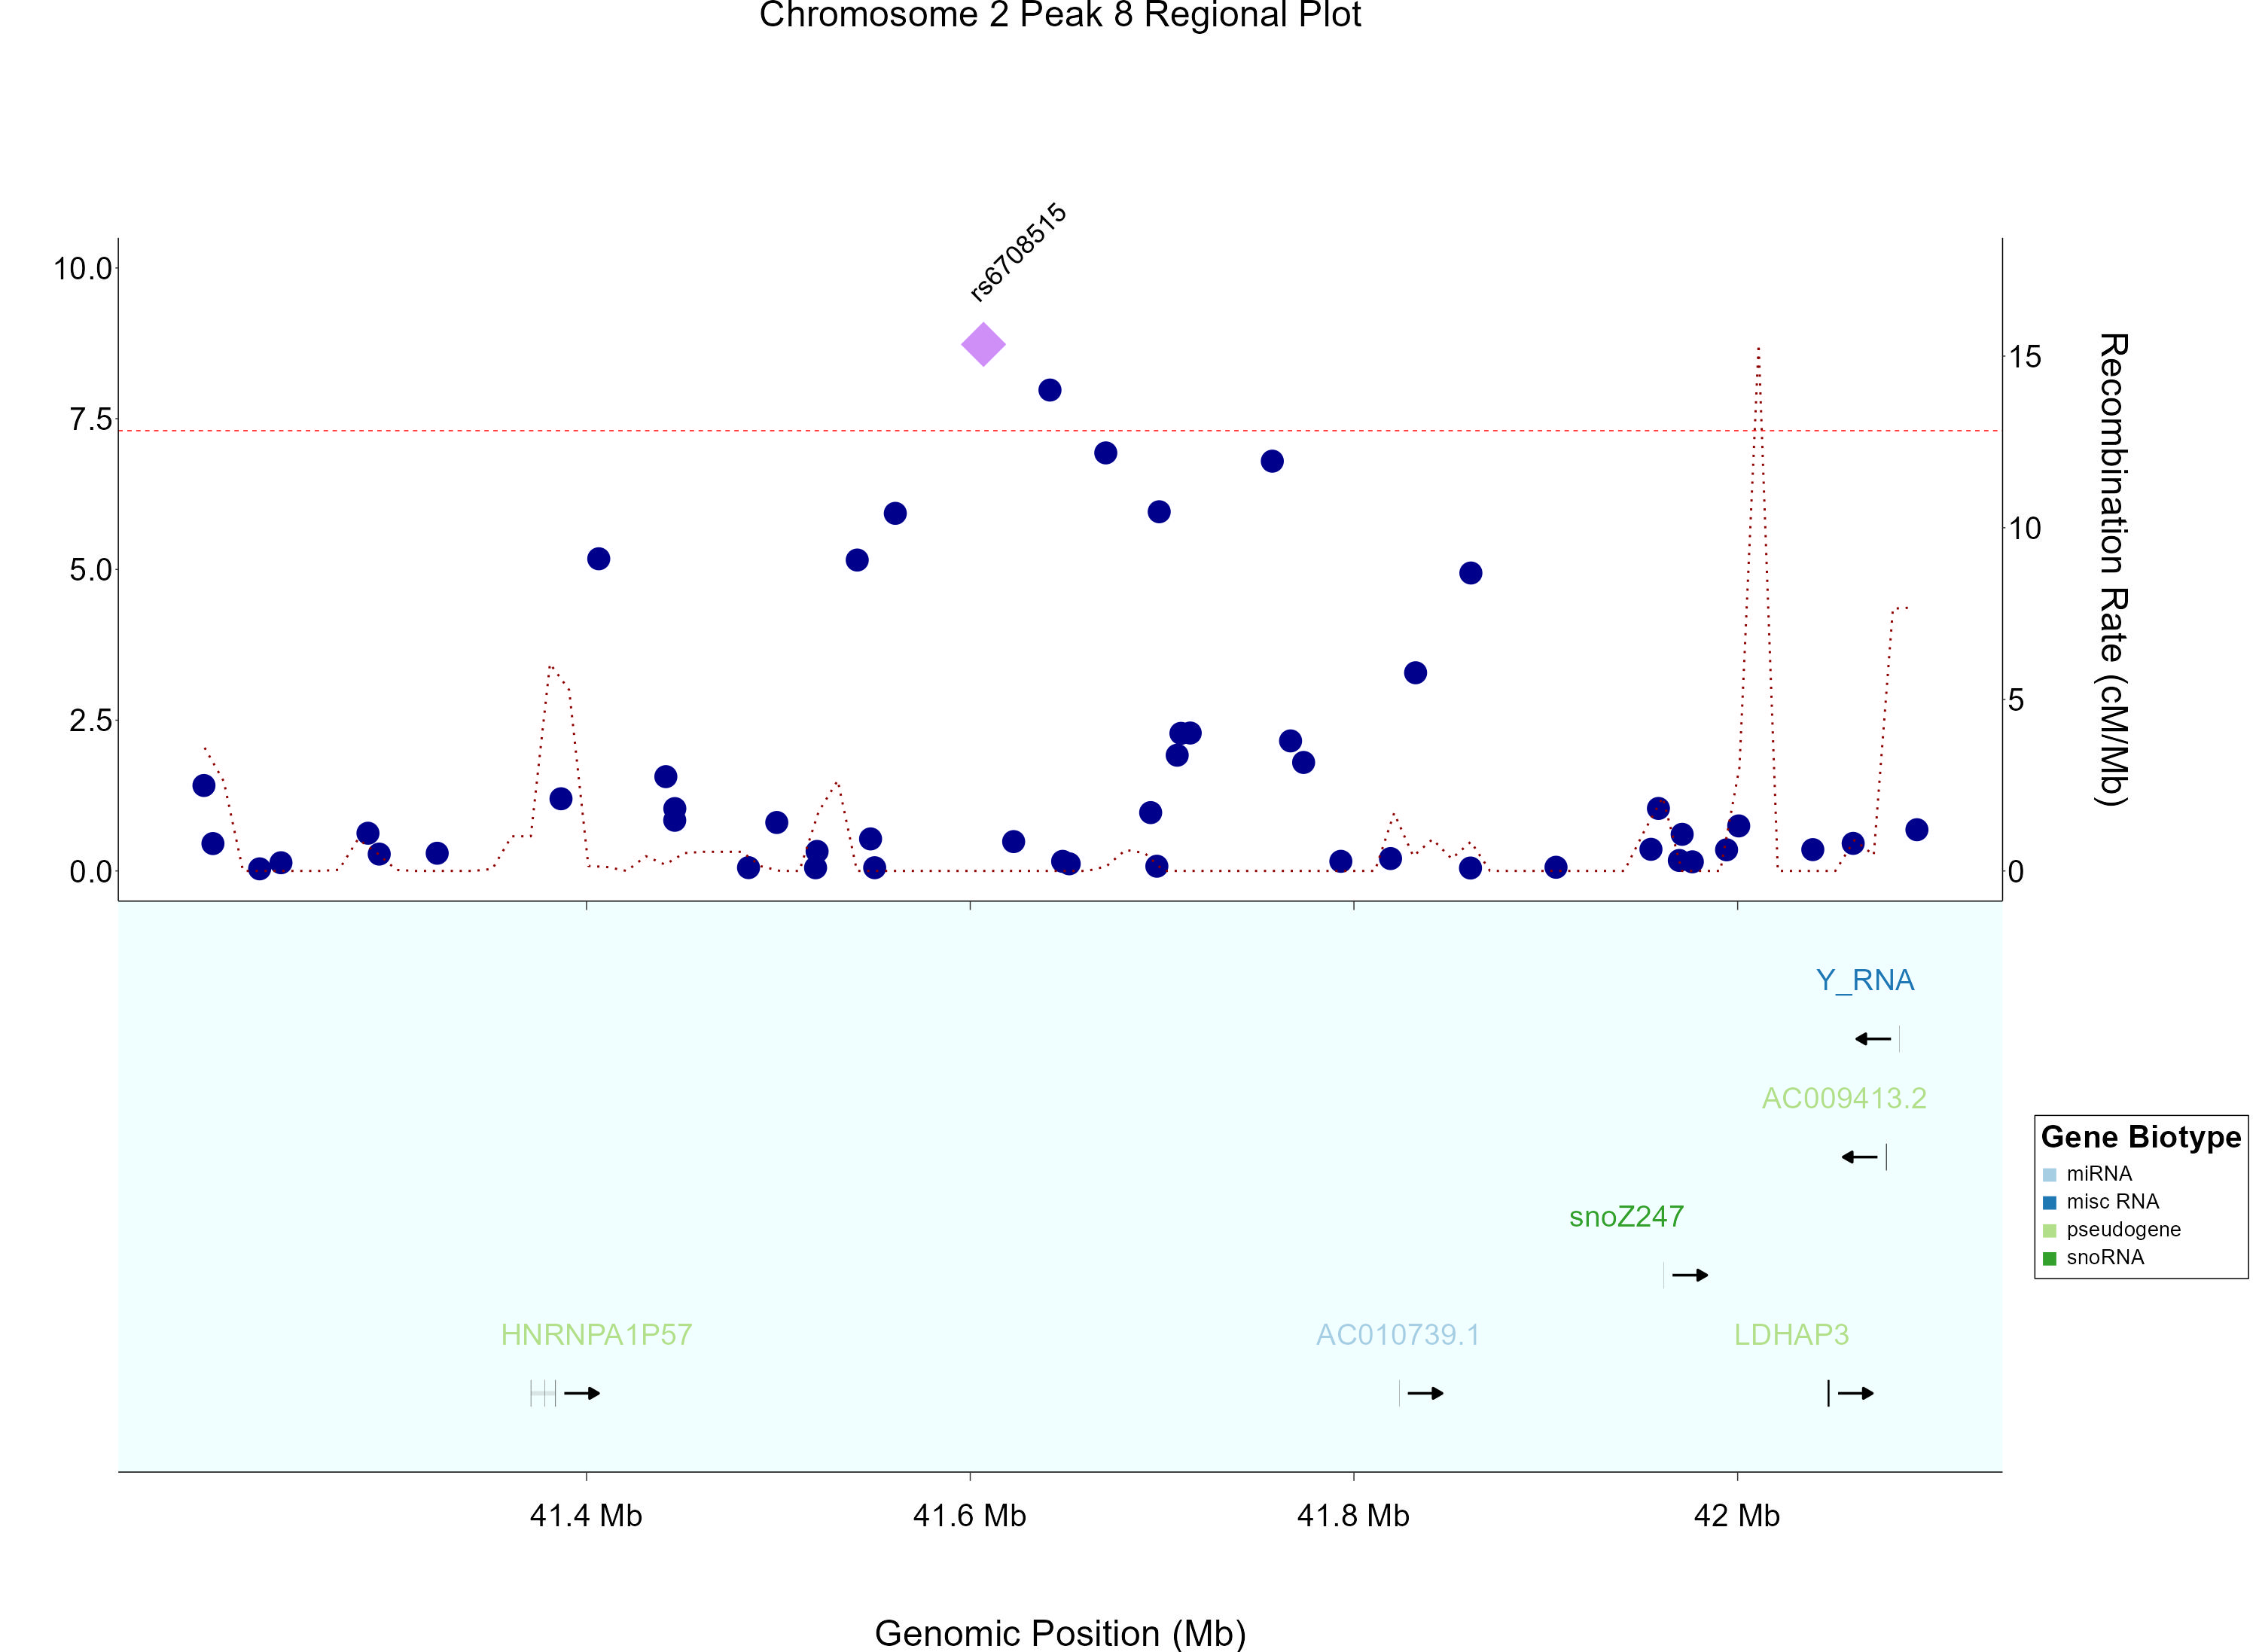 Chromosome 2 Peak 8 Regional Plot
rs6708515
10.0
7.5
5.0
2.5
0.0
15
10
5
0
Recombination Rate (cM/Mb)
Y_RNA
AC009413.2
snoZ247
HNRNPA1P57
AC010739.1
LDHAP3
Gene Biotype
miRNA
misc RNA
pseudogene
snoRNA
41.4 Mb
41.6 Mb
41.8 Mb
42 Mb
Genomic Position (Mb)